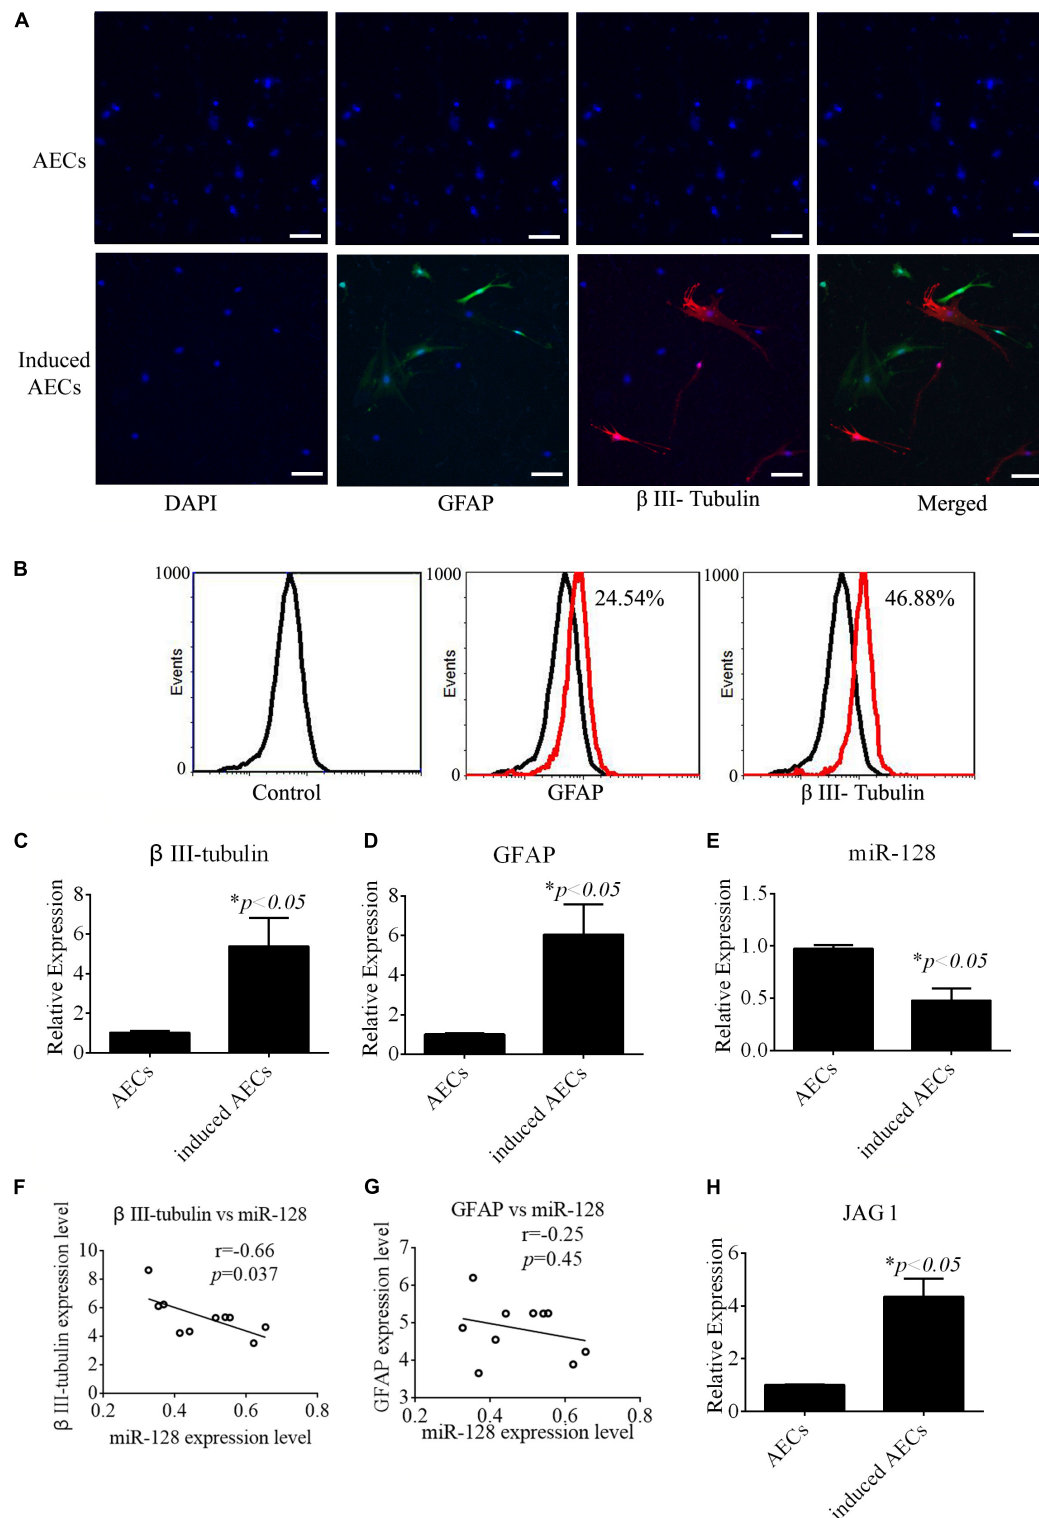 A
AECs
Induced
AECs
DAPI
GFAP
β III- Tubulin
Merged
B
1000
Events
0
Control
1000
Events
0
24.54%
GFAP
1000
Events
0
46.88%
β III- Tubulin
C
β III-tubulin
Relative Expression
8
6
4
2
0
*p<0.05
AECs
induced AECs
D
GFAP
Relative Expression
8
6
4
2
0
*p<0.05
AECs
induced AECs
E
miR-128
Relative Expression
1.5
1.0
0.5
0.0
*p<0.05
AECs
induced AECs
F
β III-tubulin vs miR-128
r=-0.66
p=0.037
β III-tubulin expression level
10
8
6
4
2
0
0.2
0.4
0.6
0.8
miR-128 expression level
G
GFAP vs miR-128
r=-0.25
p=0.45
GFAP expression level
7
6
5
4
3
0.2
0.4
0.6
0.8
miR-128 expression level
H
JAG 1
Relative Expression
6
4
2
0
*p<0.05
AECs
induced AECs